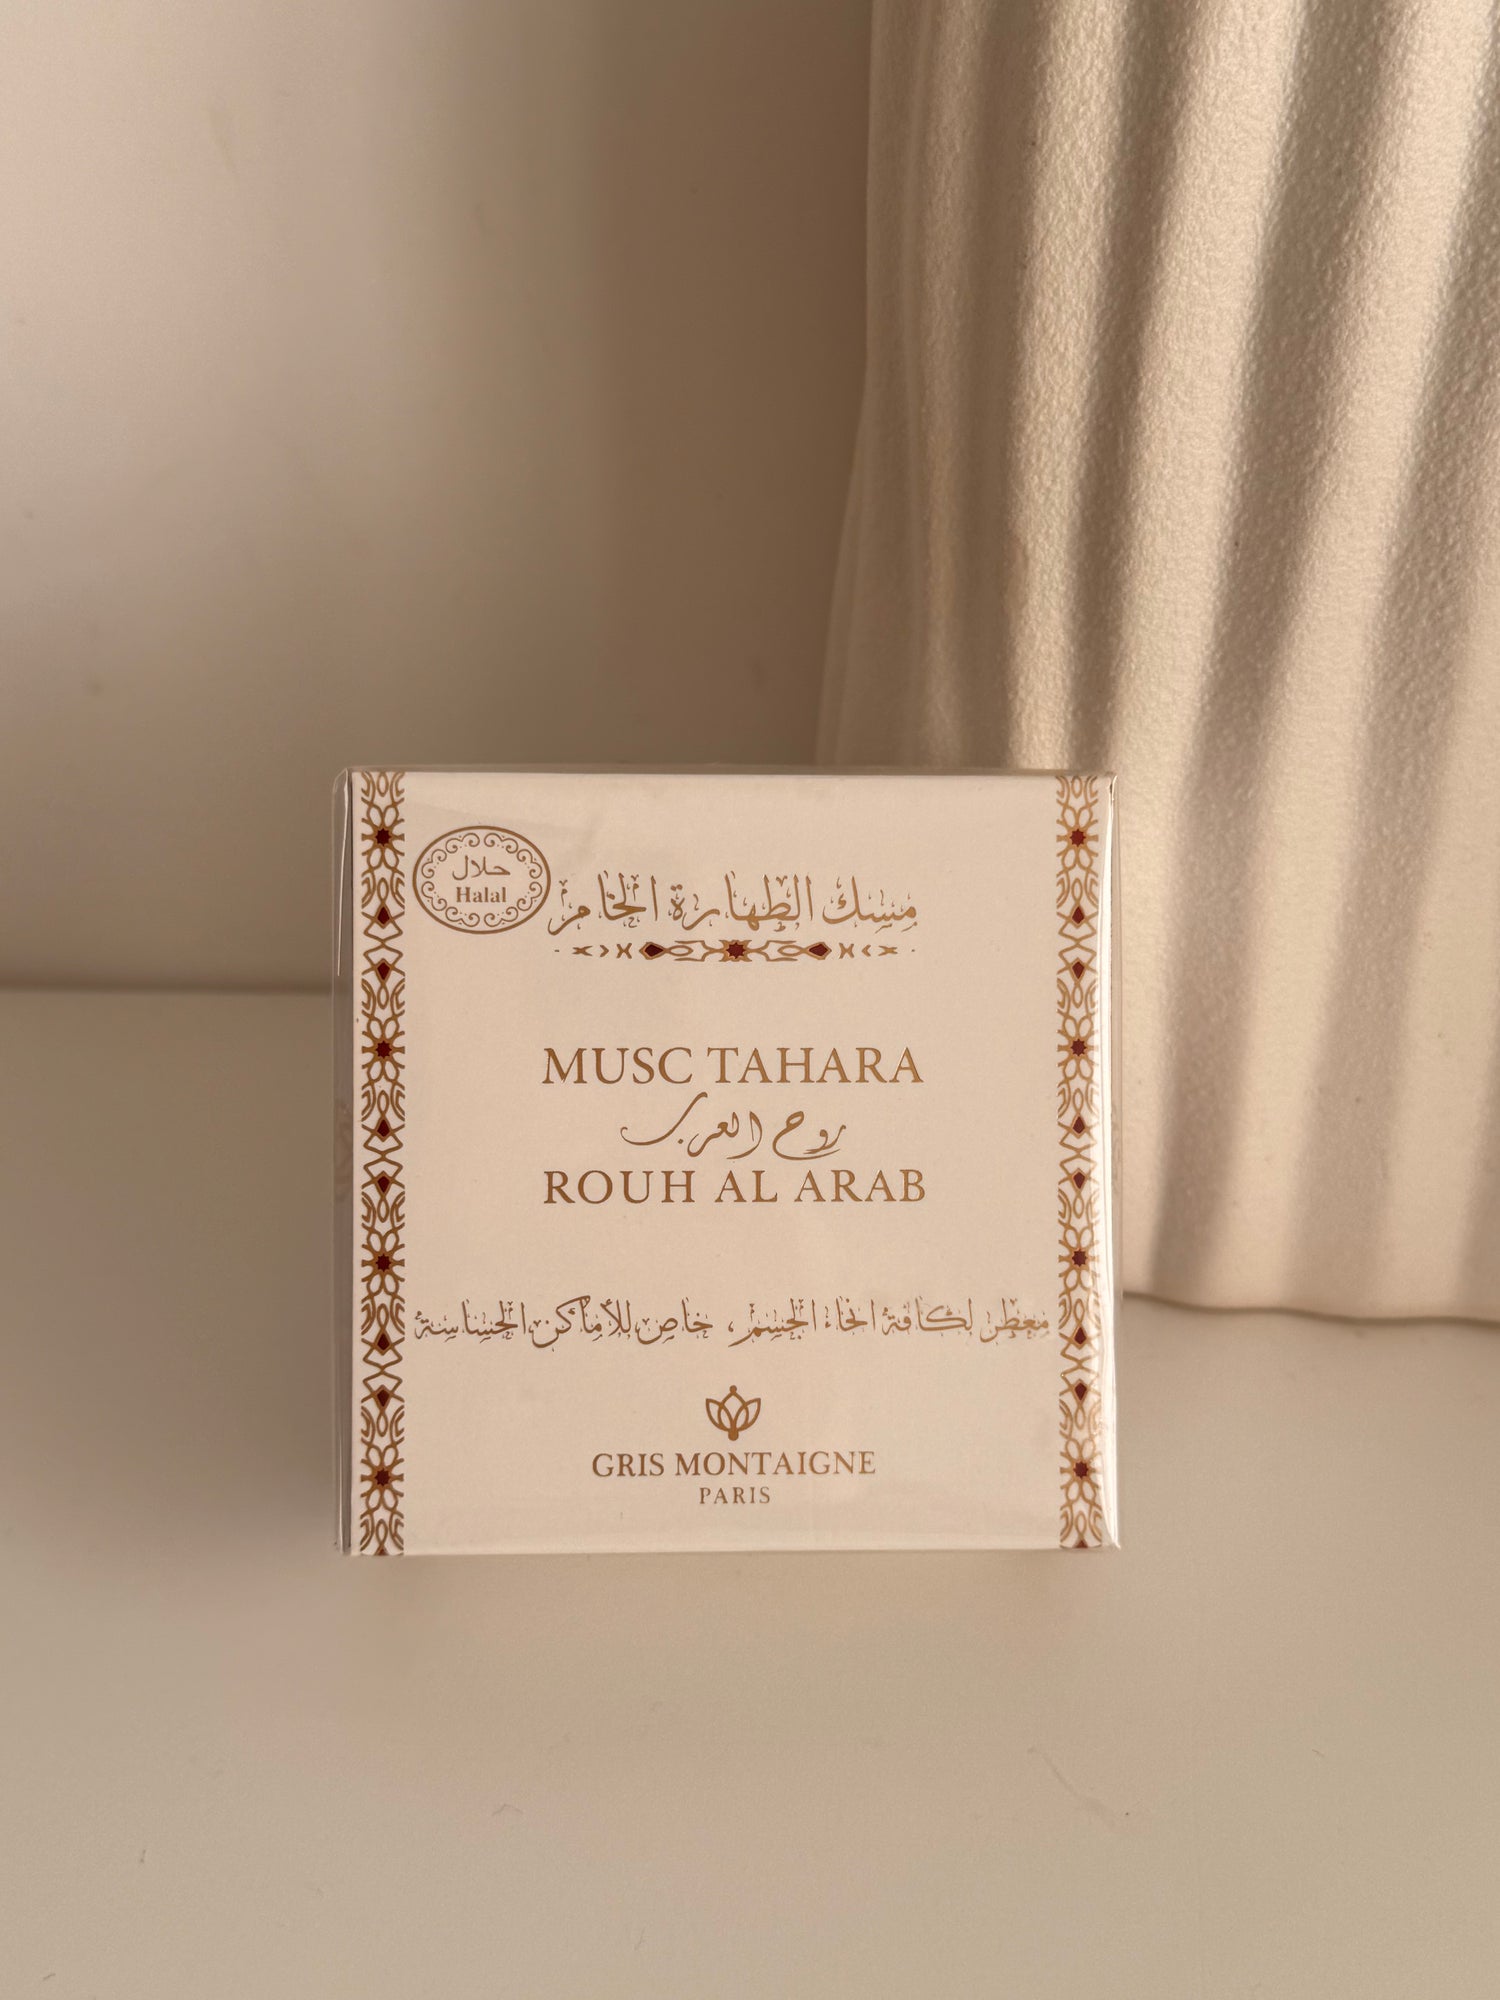 حلال
Halal
مسك الطهارة الخام
MUSC TAHARA
روح العرب
ROUH AL ARAB
معطر لكافة انحاء الجسم، خاص للأماكن الحساسة
GRIS MONTAIGNE
PARIS